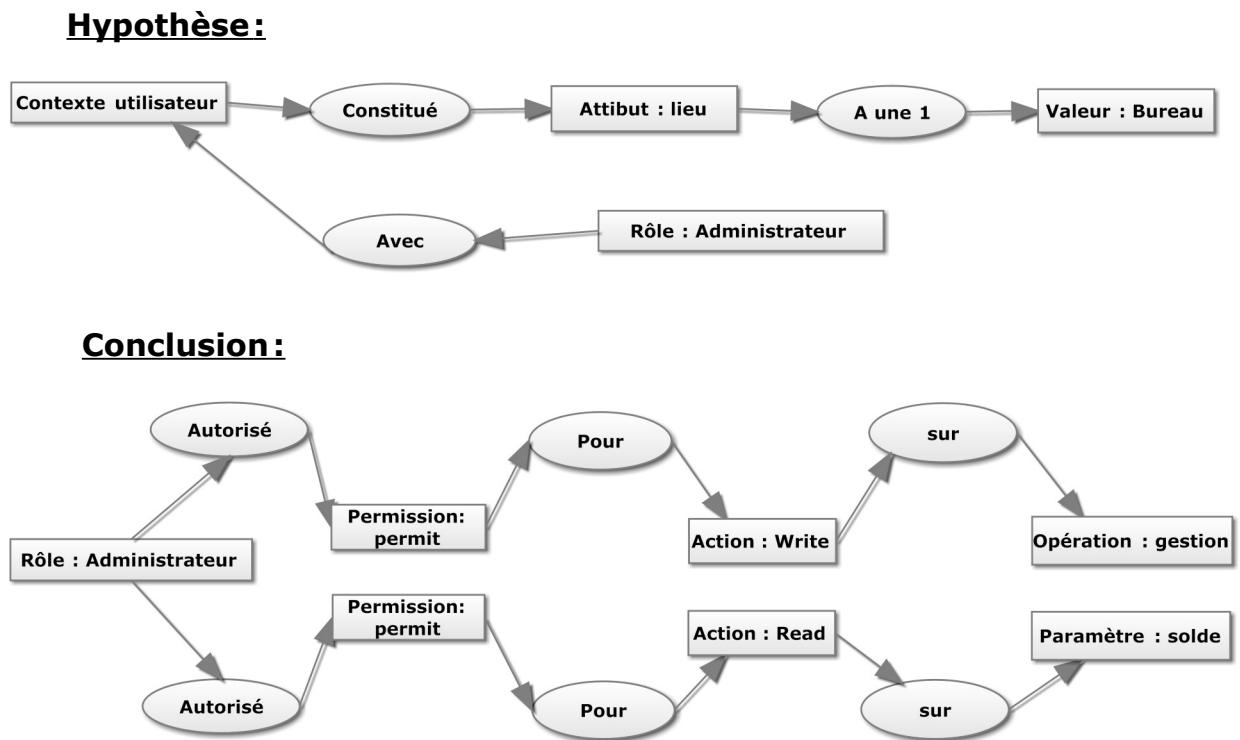 Hypothèse:
Contexte utilisateur
Constitué
Attibut : lieu
A une 1
Valeur : Bureau
Avec
Rôle : Administrateur
Conclusion:
Autorisé
Pour
sur
Permission:
permit
Action : Write
Opération : gestion
Rôle : Administrateur
Permission:
permit
Action : Read
Paramètre : solde
Autorisé
Pour
sur